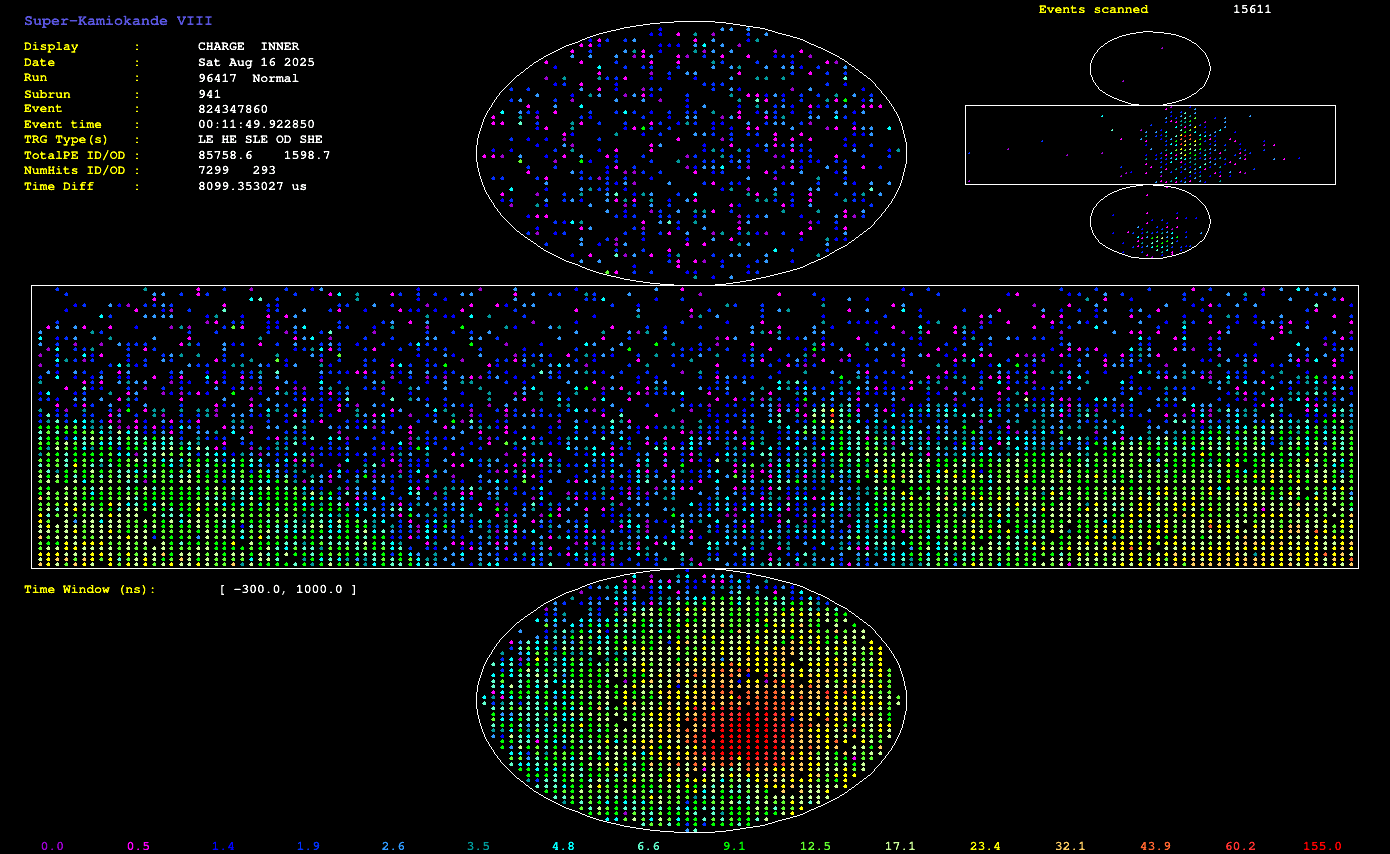 Super-Kamiokande VIII
Events scanned 15611
Display : CHARGE INNER
Date : Sat Aug 16 2025
Run : 96417 Normal
Subrun : 941
Event : 824347860
Event time : 00:11:49.922850
TRG Type(s) : LE HE SLE OD SHE
TotalPE ID/OD : 85758.6 1598.7
NumHits ID/OD : 7299 293
Time Diff : 8099.353027 us
Time Window (ns): [ -300.0, 1000.0 ]
0.0 0.5 1.4 1.9 2.6 3.5 4.8 6.6 9.1 12.5 17.1 23.4 32.1 43.9 60.2 155.0